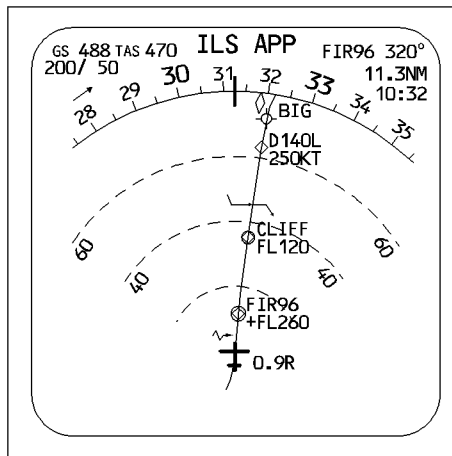 GS 488 TAS 470
200/ 50
ILS APP
FIR96 320°
11.3NM
10:32
28 29 30 31 32 33 34 35
BIG
D140L
250KT
60 60
CLIFF
FL120
40 40
FIR96
+FL260
0.9R